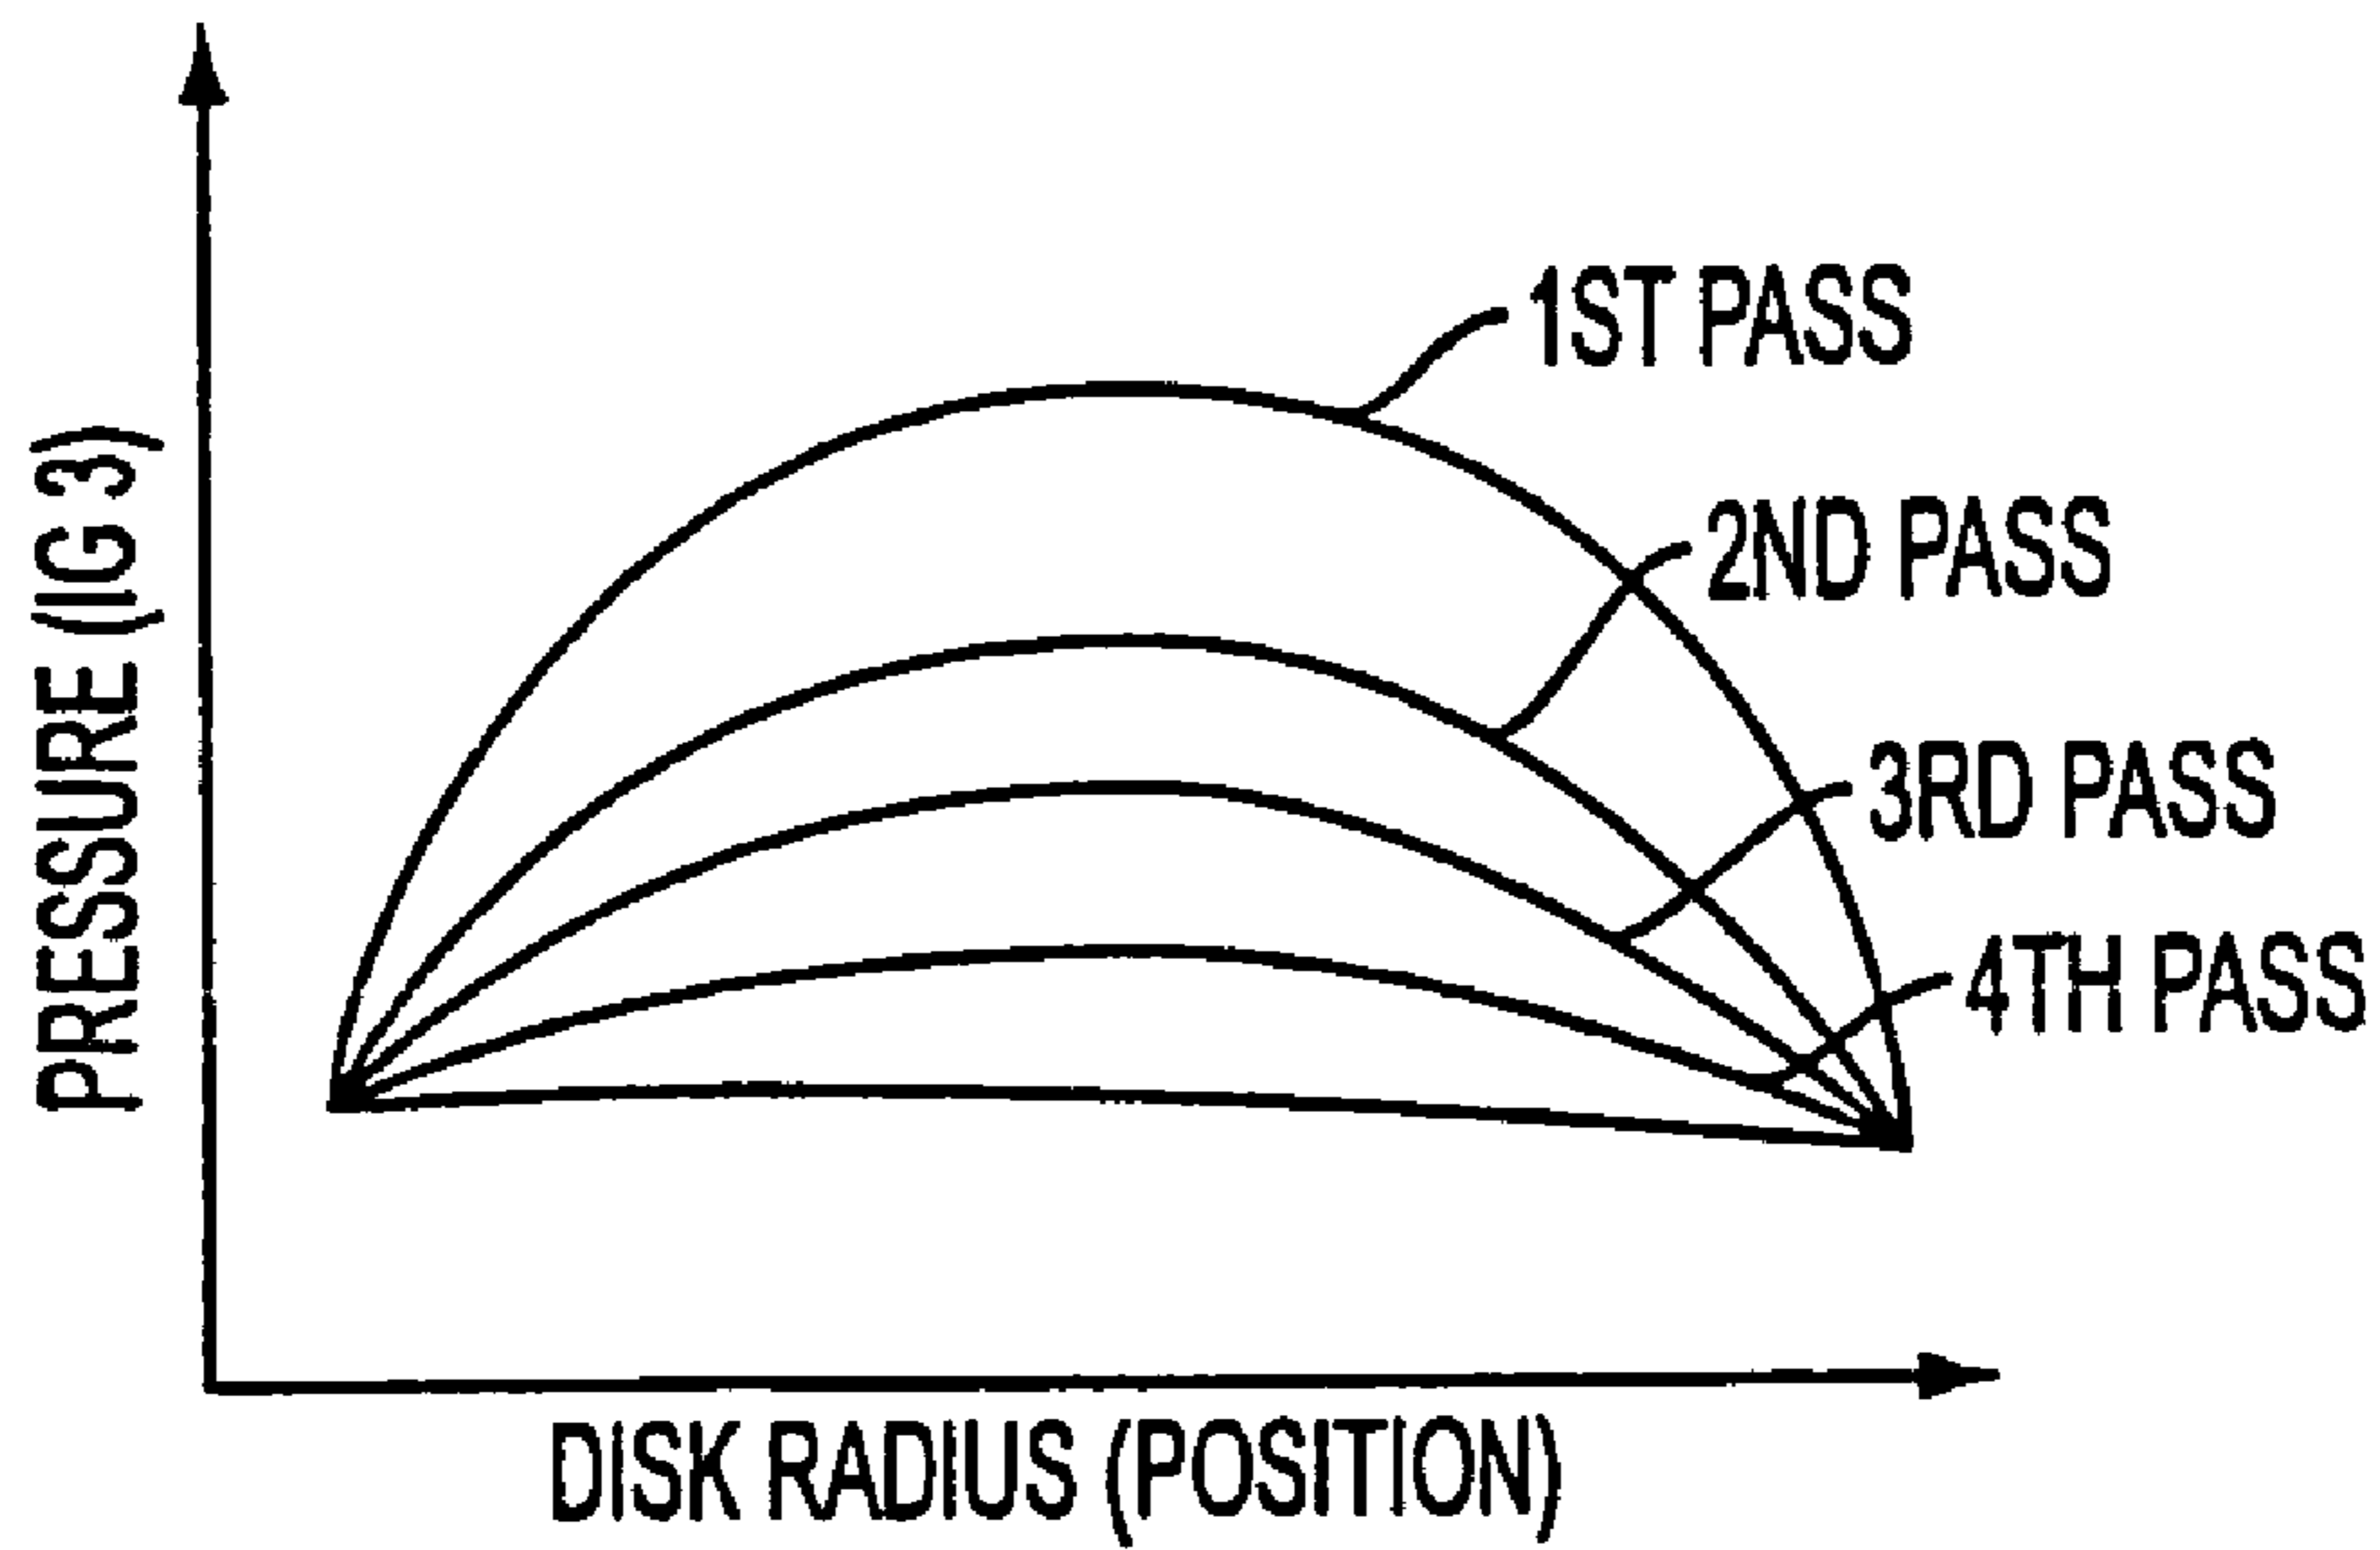 PRESSURE (IG 3)
1ST PASS
2ND PASS
3RD PASS
4TH PASS
DISK RADIUS (POSITION)